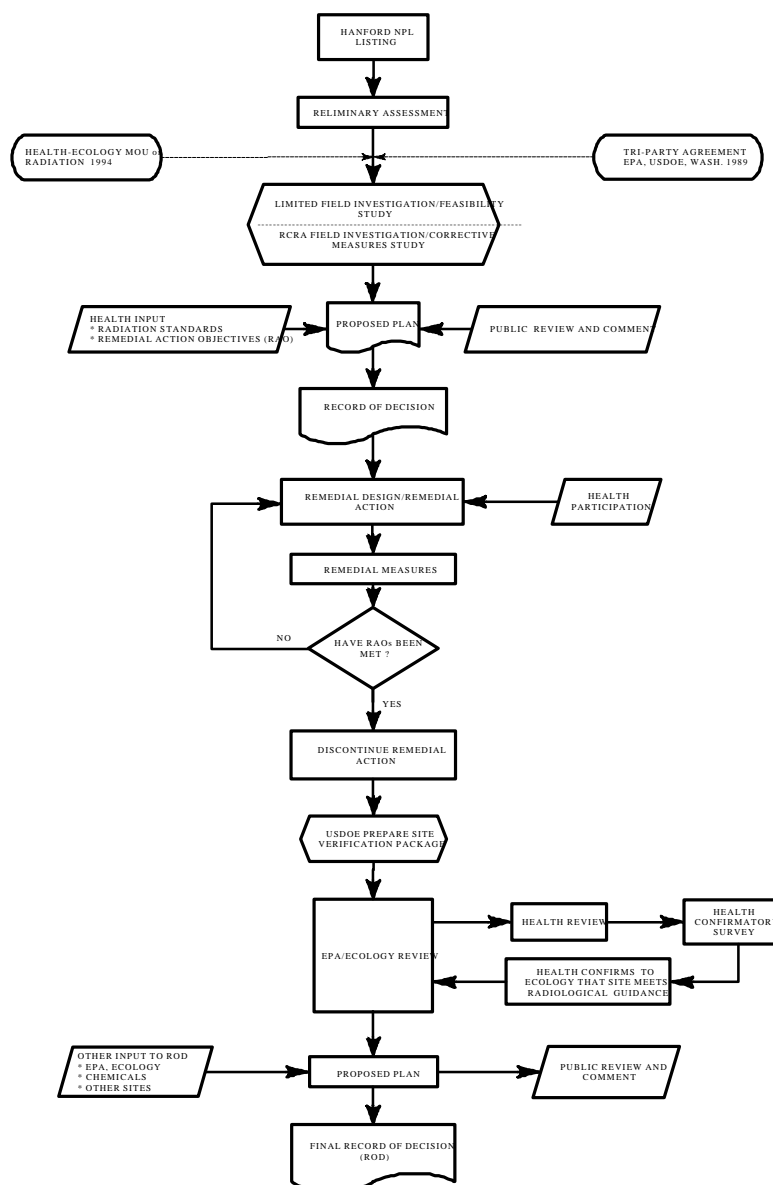 HANFORD NPL
LISTING
RELIMINARY ASSESSMENT
HEALTH-ECOLOGY MOU on
RADIATION 1994
TRI-PARTY AGREEMENT
EPA, USDOE, WASH. 1989
LIMITED FIELD INVESTIGATION/FEASIBILITY
STUDY
RCRA FIELD INVESTIGATION/CORRECTIVE
MEASURES STUDY
HEALTH INPUT
* RADIATION STANDARDS
* REMEDIAL ACTION OBJECTIVES (RAO)
PROPOSED PLAN
PUBLIC REVIEW AND COMMENT
RECORD OF DECISION
REMEDIAL DESIGN/REMEDIAL
ACTION
HEALTH
PARTICIPATION
REMEDIAL MEASURES
NO
HAVE RAOs BEEN
MET ?
YES
DISCONTINUE REMEDIAL
ACTION
USDOE PREPARE SITE
VERIFICATION PACKAGE
EPA/ECOLOGY REVIEW
HEALTH REVIEW
HEALTH
CONFIRMATOR
SURVEY
HEALTH CONFIRMS TO
ECOLOGY THAT SITE MEETS
RADIOLOGICAL GUIDANCE
OTHER INPUT TO ROD
* EPA, ECOLOGY
* CHEMICALS
* OTHER SITES
PROPOSED PLAN
PUBLIC REVIEW AND
COMMENT
FINAL RECORD OF DECISION
(ROD)